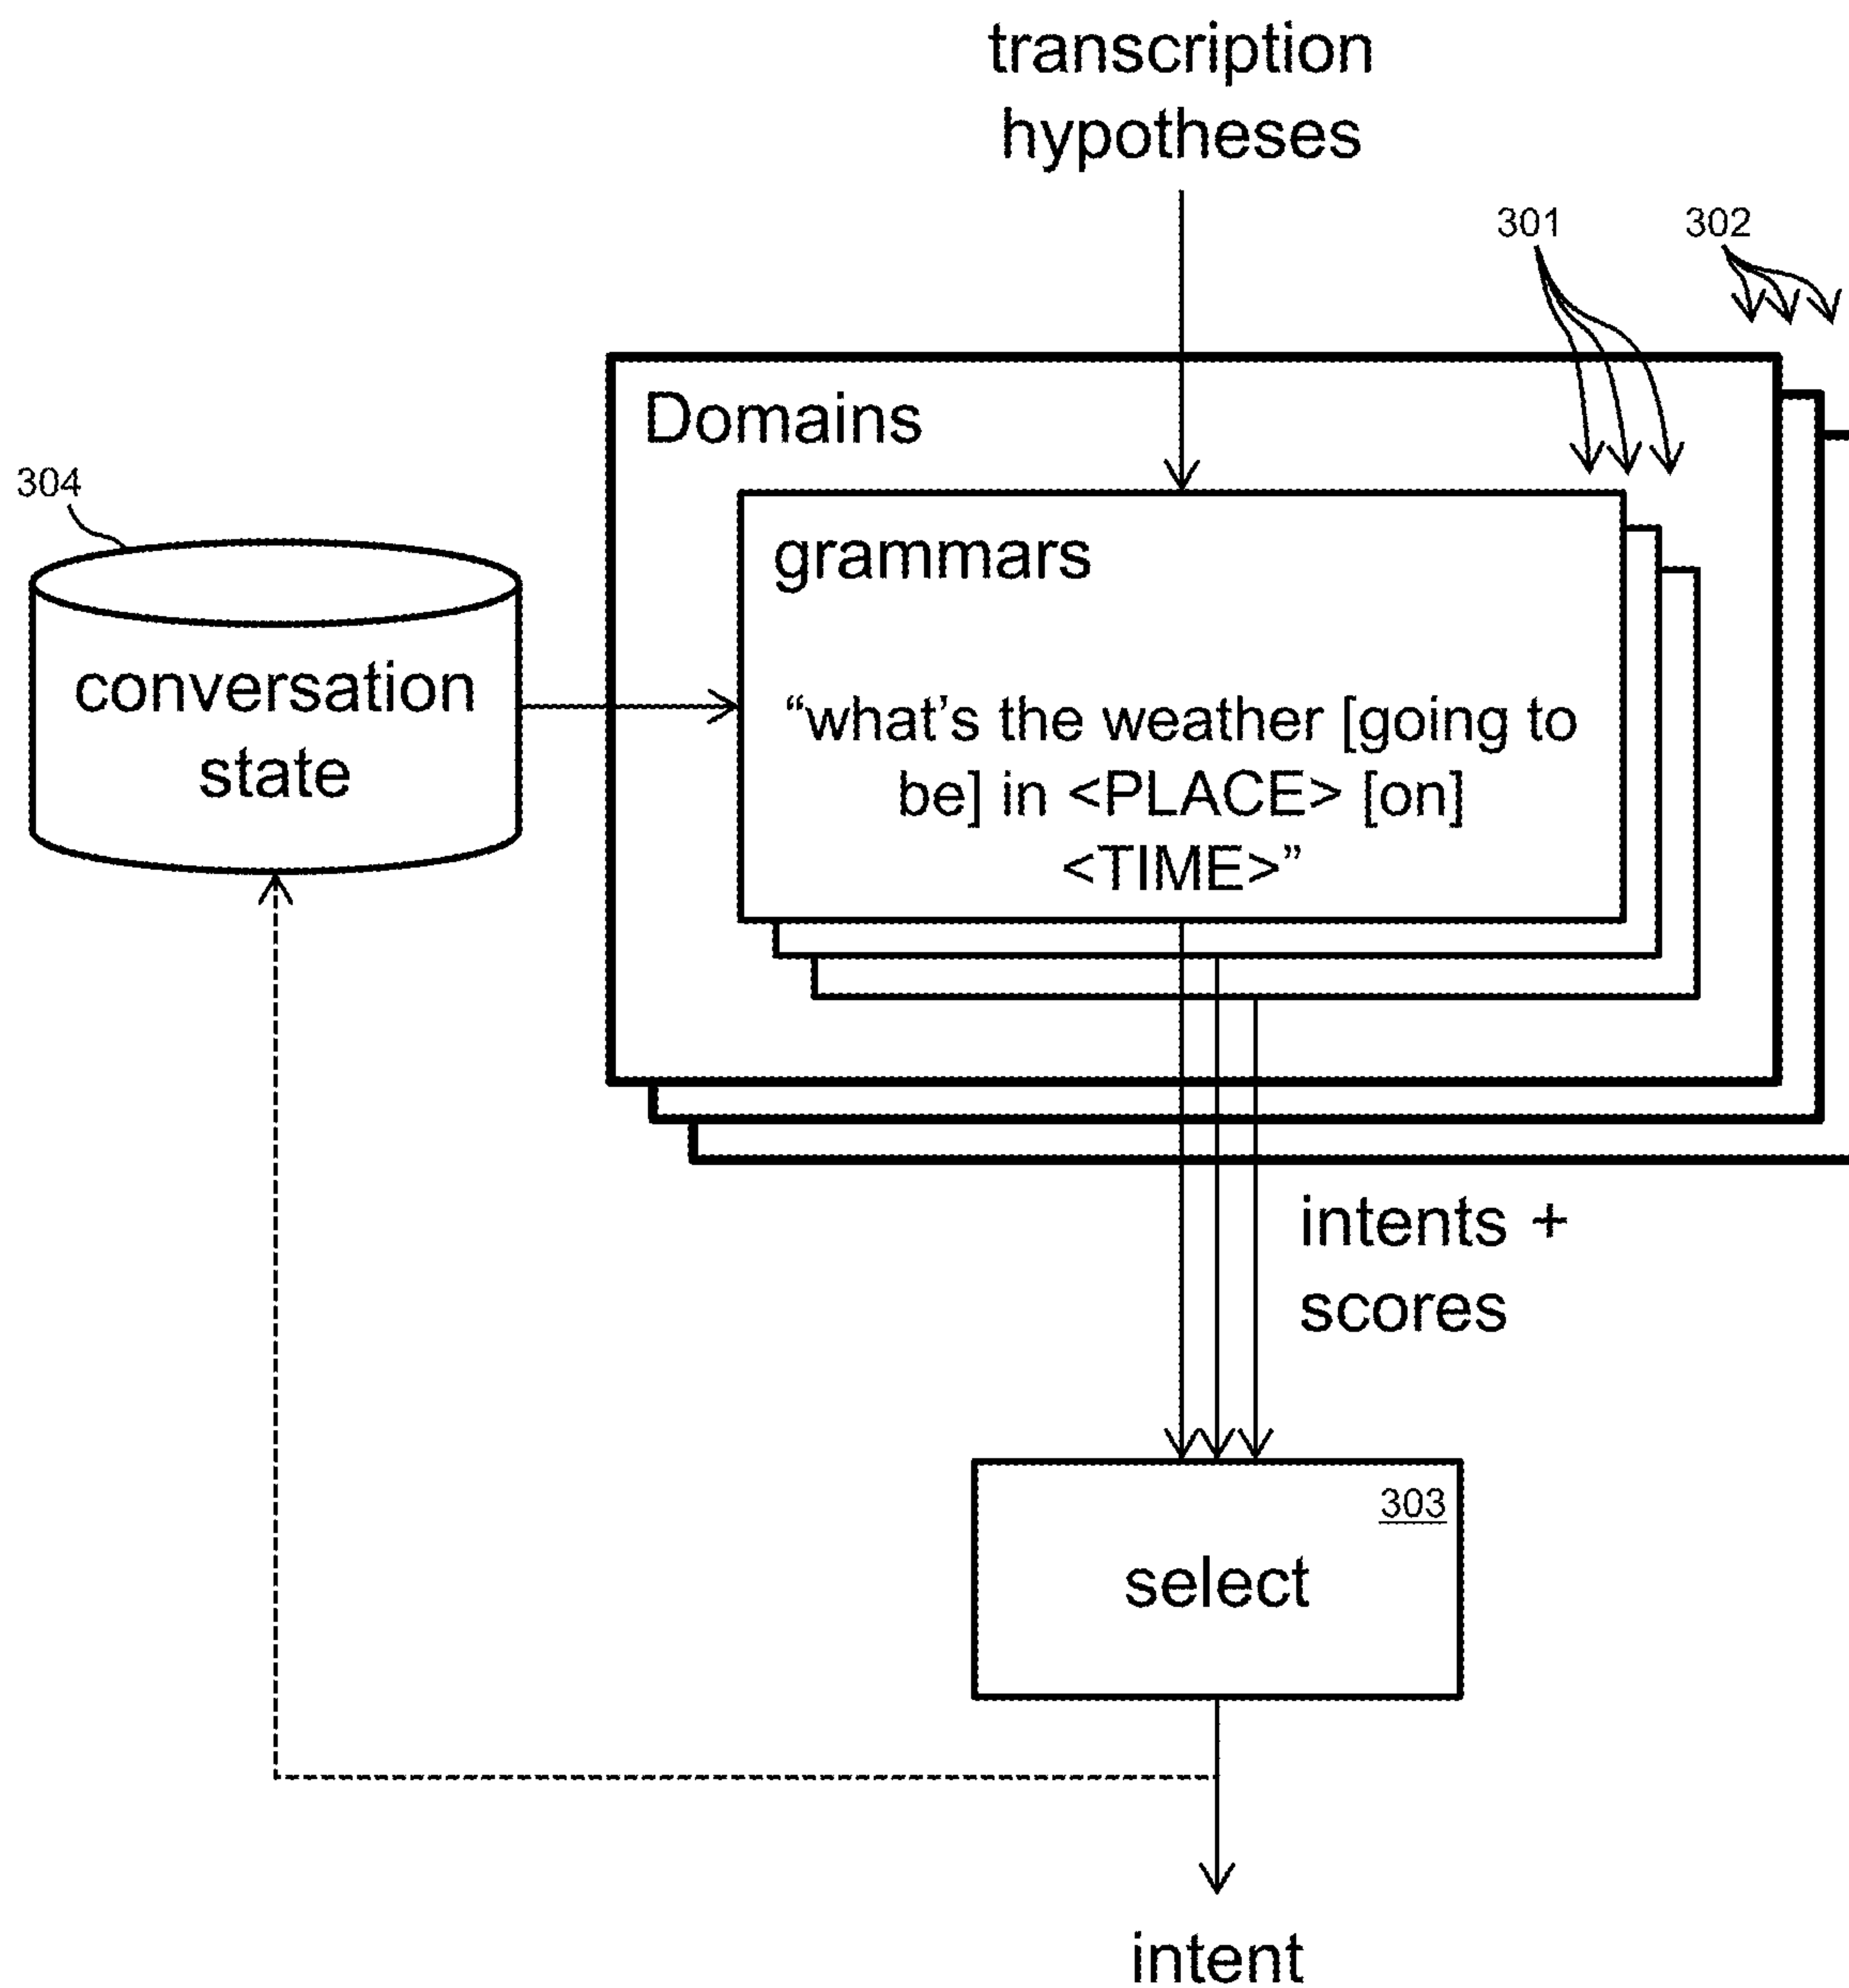 transcription
hypotheses
301
302
Domains
304
grammars
conversation
state
“what’s the weather [going to
be] in <PLACE> [on]
<TIME>”
intents +
scores
303
select
intent